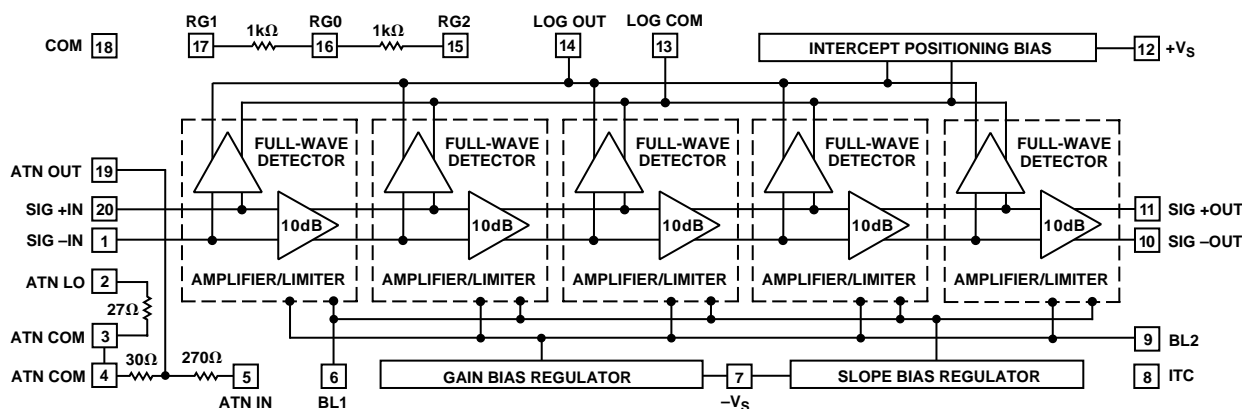 RG1 RG0 RG2 LOG OUT LOG COM
1kΩ 1kΩ
COM 18 17 16 15 14 13 INTERCEPT POSITIONING BIAS 12 +VS
FULL-WAVE DETECTOR
FULL-WAVE DETECTOR
FULL-WAVE DETECTOR
FULL-WAVE DETECTOR
FULL-WAVE DETECTOR
ATN OUT 19
SIG +IN 20
SIG –IN 1
10dB 10dB 10dB 10dB 10dB
11 SIG +OUT
10 SIG –OUT
AMPLIFIER/LIMITER AMPLIFIER/LIMITER AMPLIFIER/LIMITER AMPLIFIER/LIMITER AMPLIFIER/LIMITER
ATN LO 2
27Ω
ATN COM 3
9 BL2
30Ω 270Ω
ATN COM 4 5 6 GAIN BIAS REGULATOR 7 SLOPE BIAS REGULATOR 8 ITC
ATN IN BL1 –VS